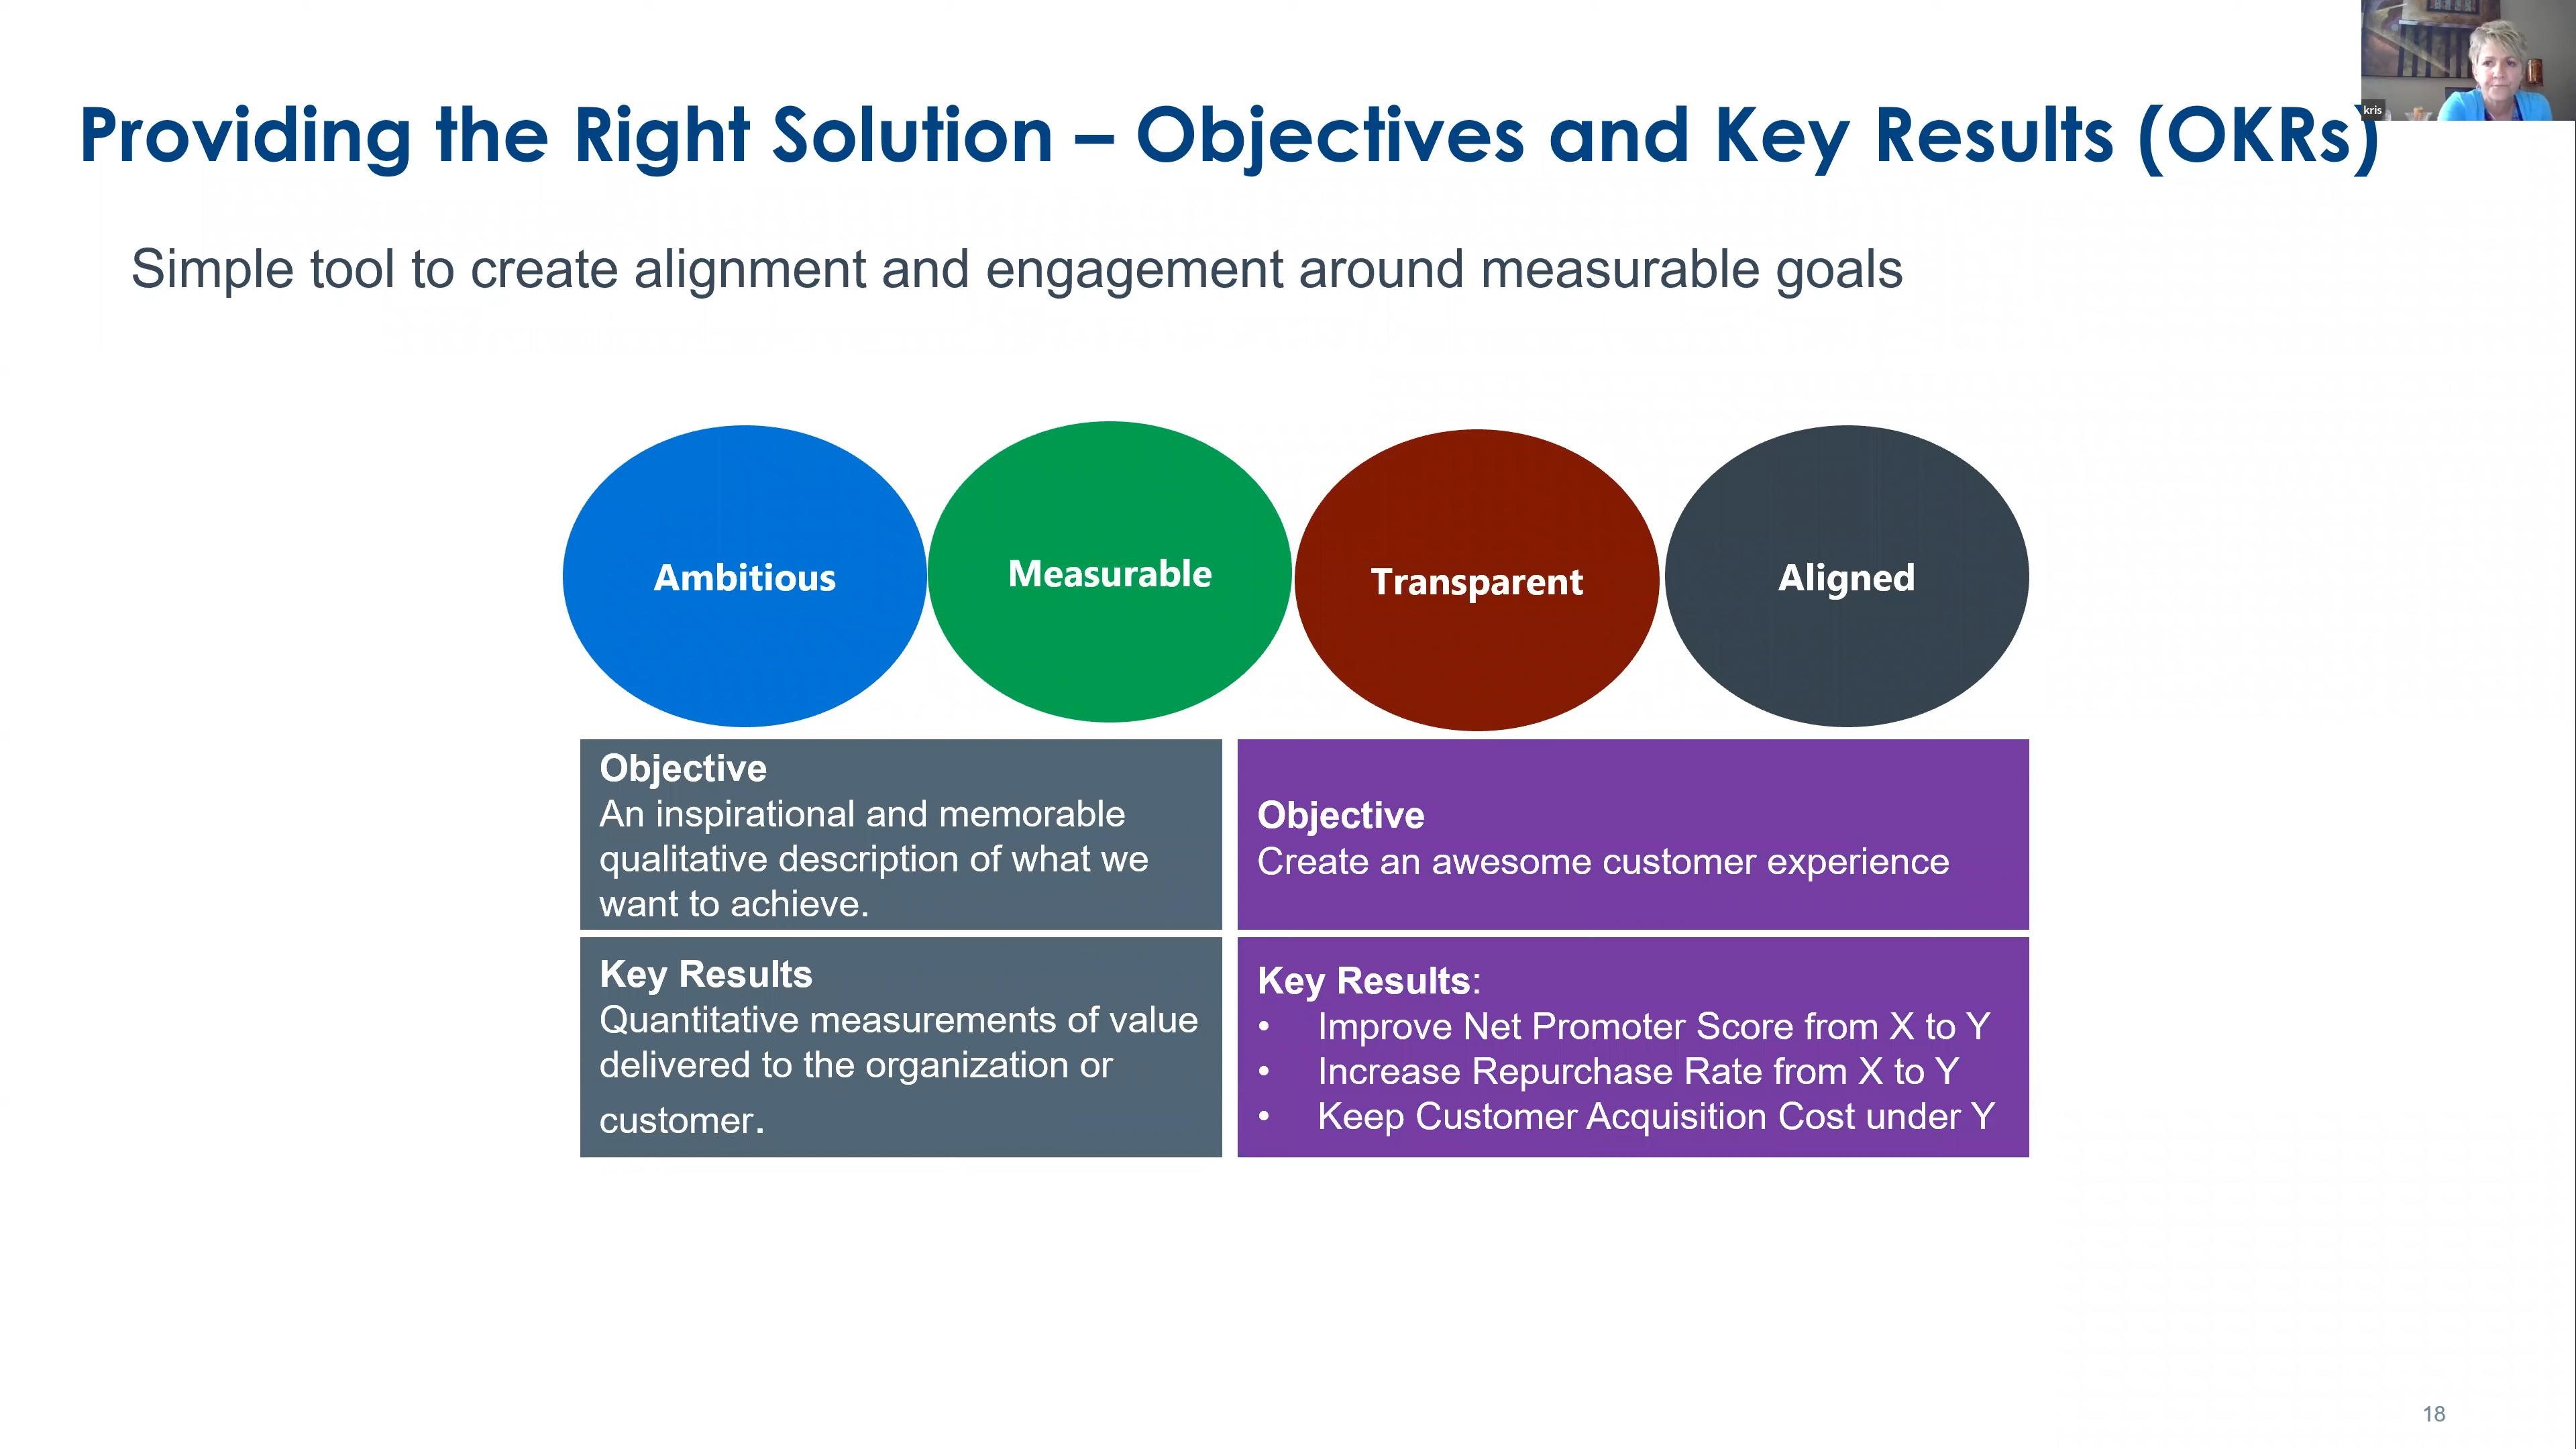 Providing the Right Solution – Objectives and Key Results (OKRs)
kris
Simple tool to create alignment and engagement around measurable goals
Ambitious
Measurable
Transparent
Aligned
Objective
An inspirational and memorable
qualitative description of what we
want to achieve.
Objective
Create an awesome customer experience
Key Results
Quantitative measurements of value
delivered to the organization or
customer.
Key Results:
• Improve Net Promoter Score from X to Y
• Increase Repurchase Rate from X to Y
• Keep Customer Acquisition Cost under Y
18